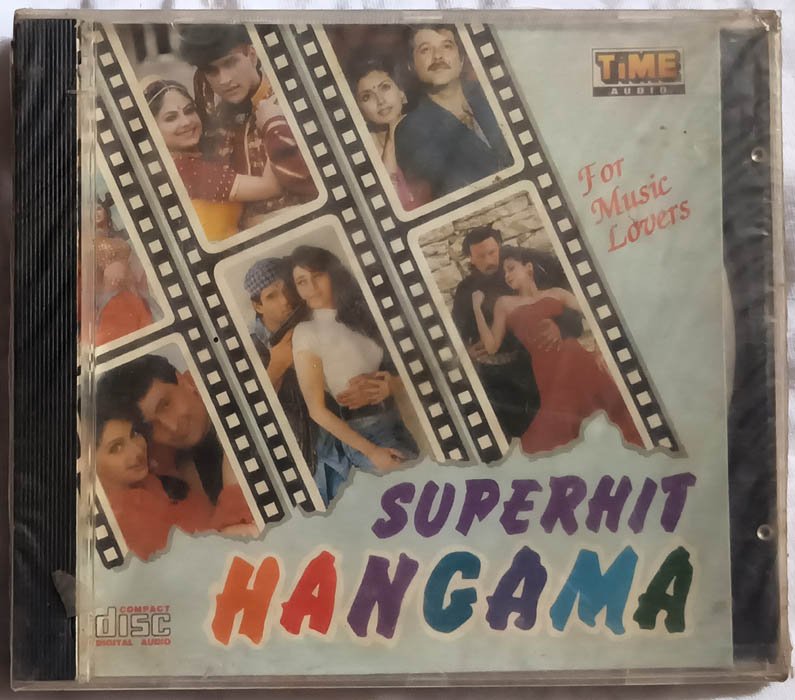 TiME
AUDIO
For
Music
Lovers
SUPERHIT
HANGAMA
COMPACT
disc
DIGITAL AUDIO